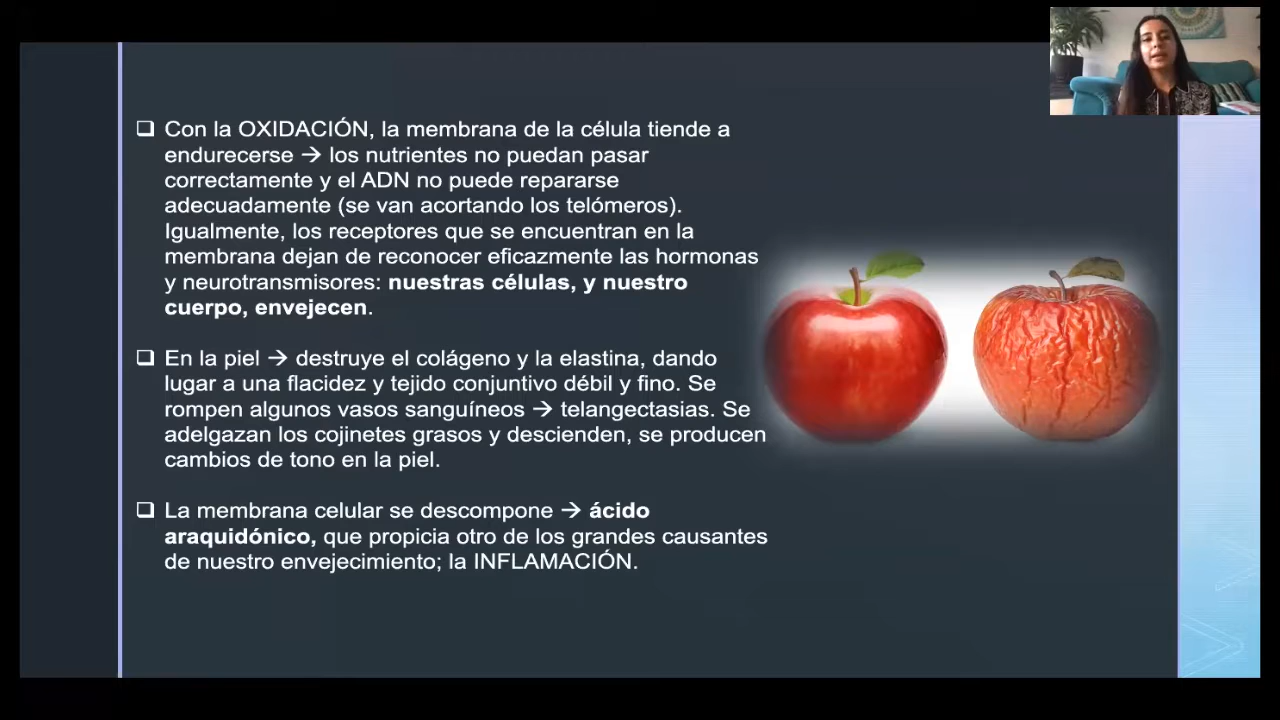 ❑ Con la OXIDACIÓN, la membrana de la célula tiende a
endurecerse → los nutrientes no puedan pasar
correctamente y el ADN no puede repararse
adecuadamente (se van acortando los telómeros).
Igualmente, los receptores que se encuentran en la
membrana dejan de reconocer eficazmente las hormonas
y neurotransmisores: nuestras células, y nuestro
cuerpo, envejecen.
❑ En la piel → destruye el colágeno y la elastina, dando
lugar a una flacidez y tejido conjuntivo débil y fino. Se
rompen algunos vasos sanguíneos → telangectasias. Se
adelgazan los cojinetes grasos y descienden, se producen
cambios de tono en la piel.
❑ La membrana celular se descompone → ácido
araquidónico, que propicia otro de los grandes causantes
de nuestro envejecimiento; la INFLAMACIÓN.